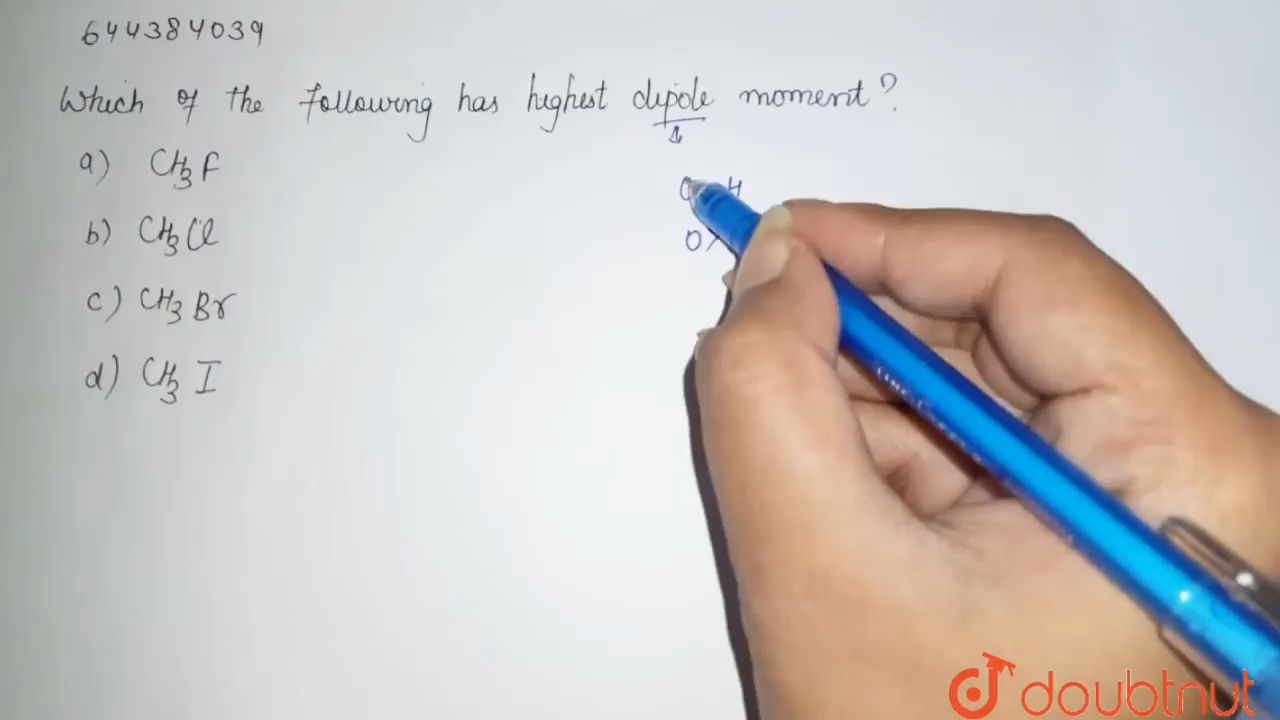 644384039
Which of the following has highest dipole moment?
a) CH3F
b) CH3Cl
c) CH3Br
d) CH3I
doubtnut